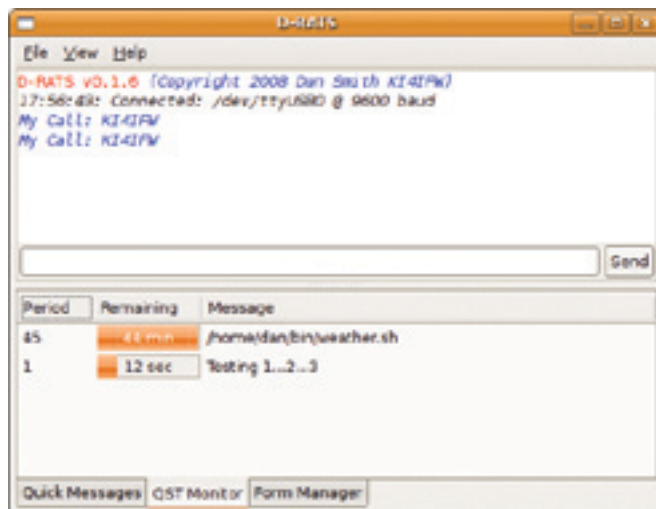 D-RATS
File View Help
D-RATS v0.1.6 (Copyright 2008 Dan Smith KI4IFW)
17:56:49: Connected: /dev/ttyUSB0 @ 9600 baud
My Call: KI4IFW
My Call: KI4IFW
Send
Period Remaining Message
45 44 min /home/dan/bin/weather.sh
1 12 sec Testing 1...2...3
Quick Messages QST Monitor Form Manager